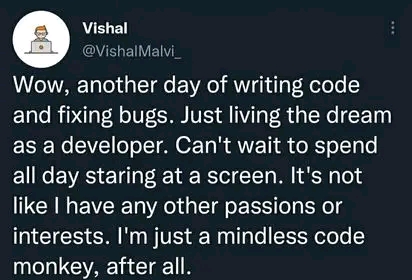 Vishal
@VishalMalvi_
Wow, another day of writing code
and fixing bugs. Just living the dream
as a developer. Can't wait to spend
all day staring at a screen. It's not
like I have any other passions or
interests. I'm just a mindless code
monkey, after all.